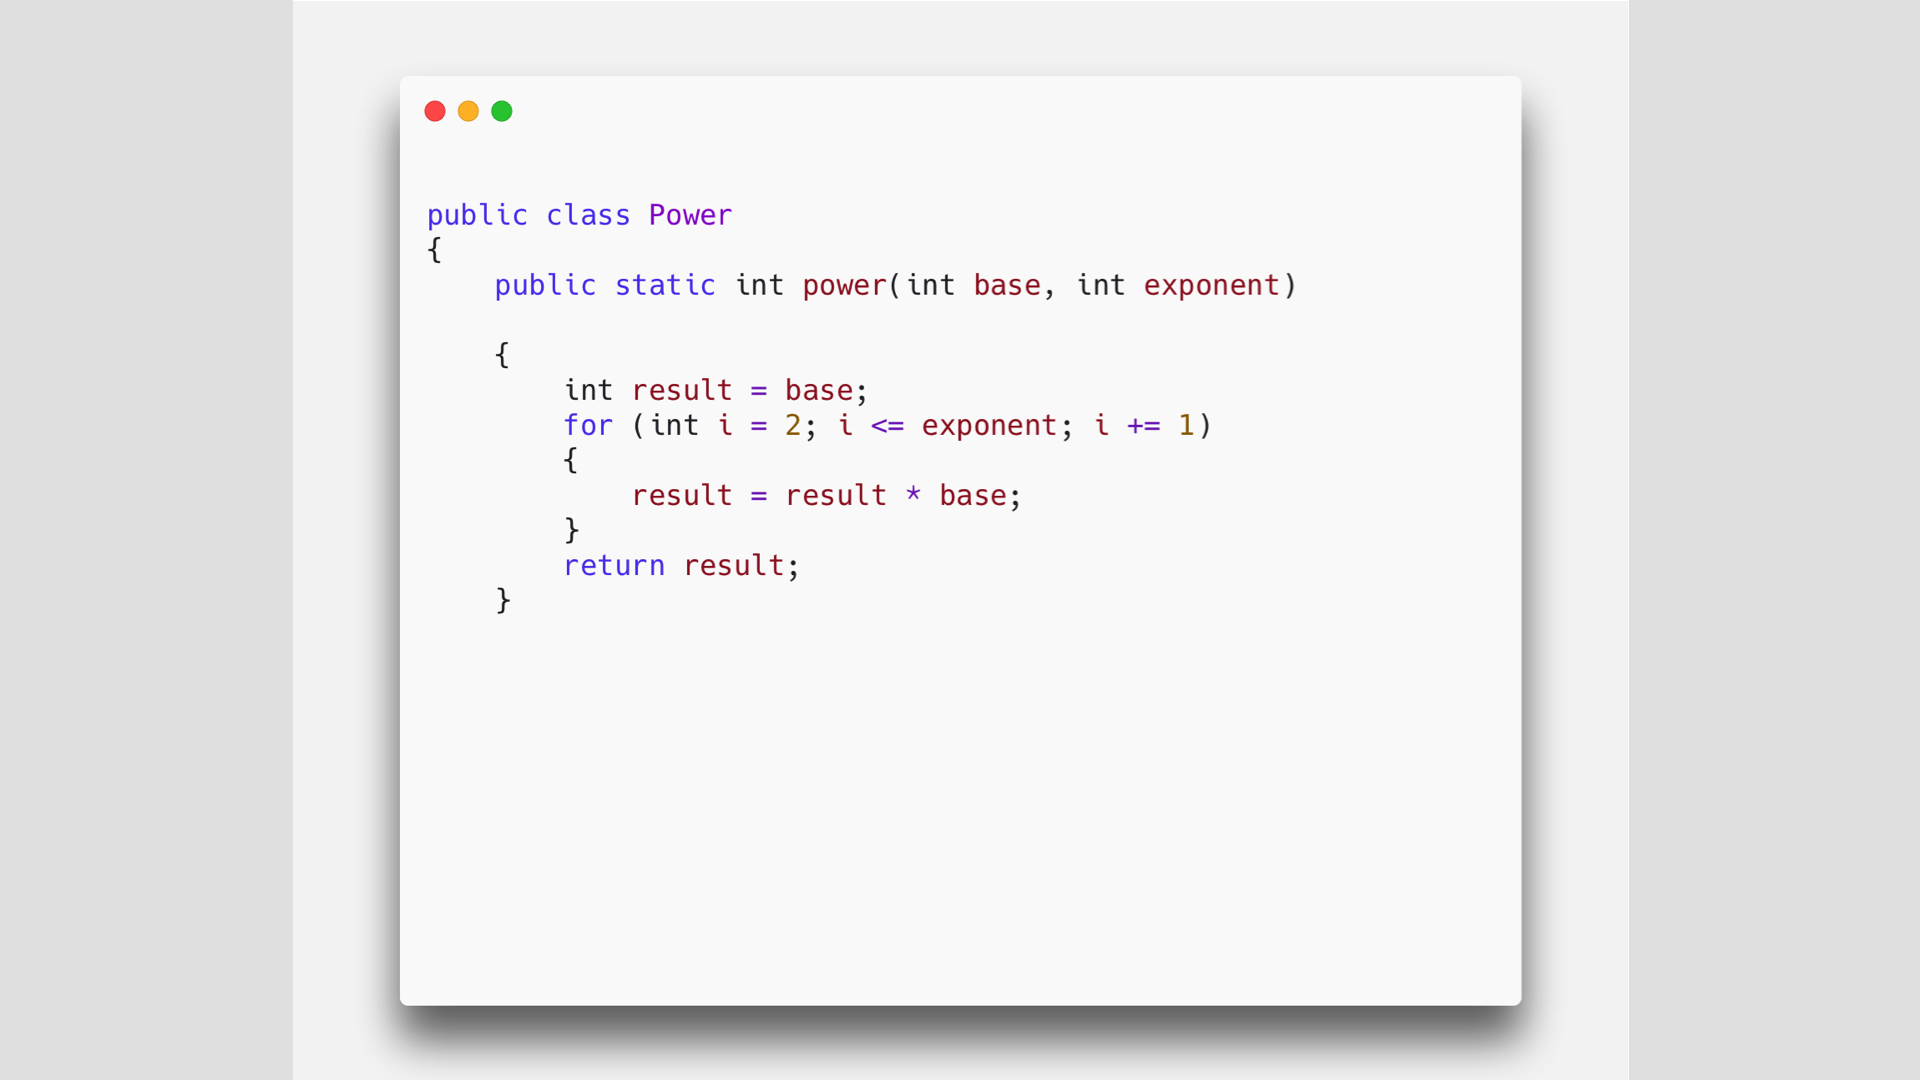 public class Power
{
    public static int power(int base, int exponent)
    {
        int result = base;
        for (int i = 2; i <= exponent; i += 1)
        {
            result = result * base;
        }
        return result;
    }